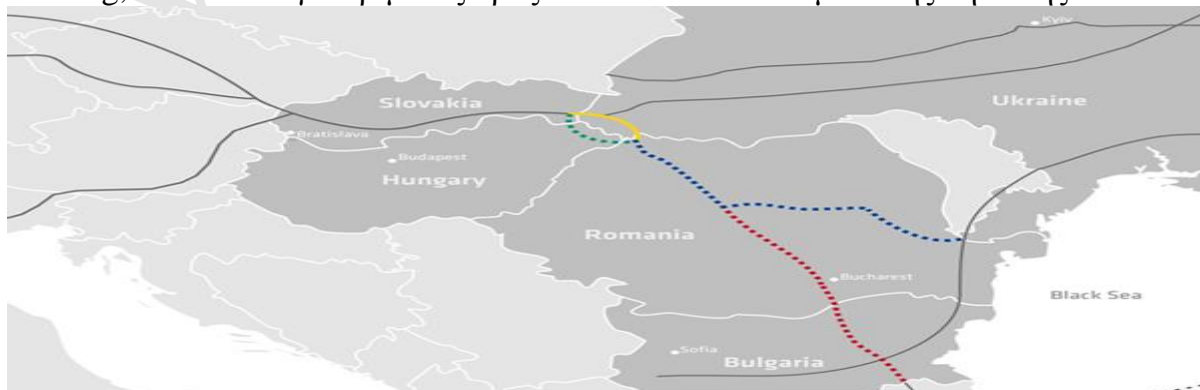 Kyiv
Slovakia
Ukraine
Bratislava
Budapest
Hungary
Romania
Bucharest
Black Sea
Sofia
Bulgaria